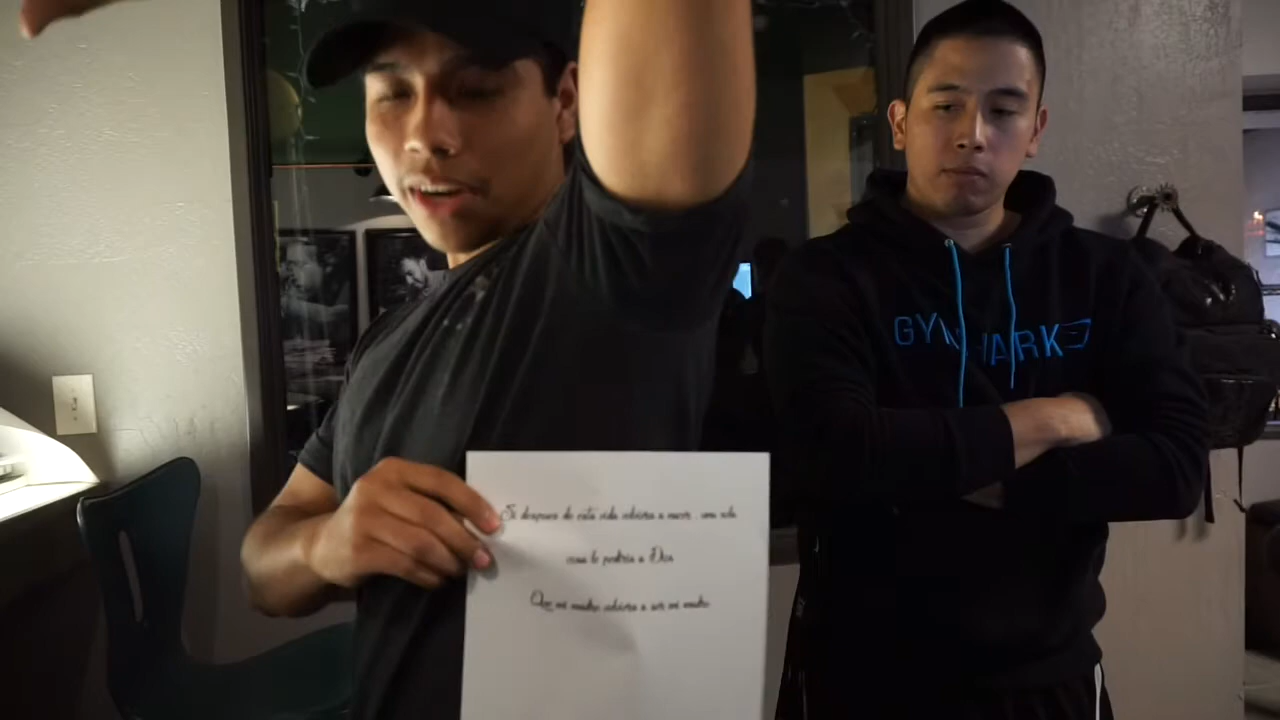 GYMSHARK
Si despues de esta vida volviera a nacer, una sola
cosa le pediria a Dios
Que mi madre volviera a ser mi madre